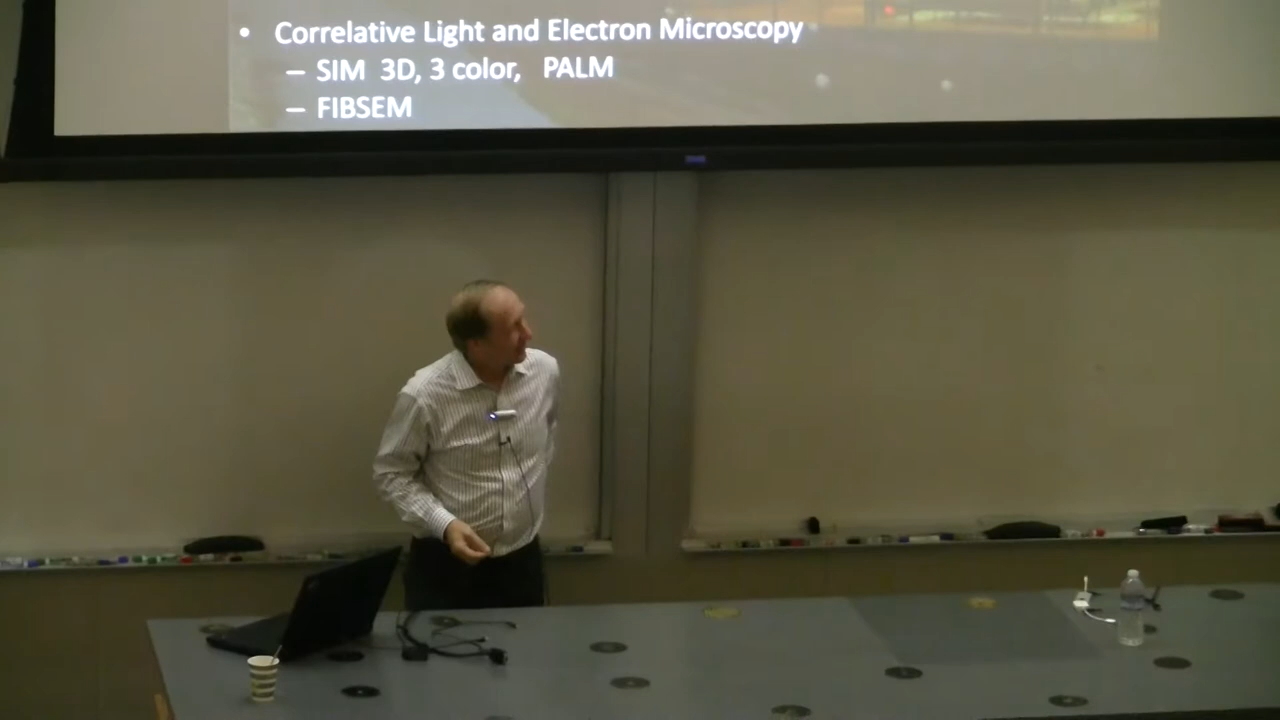 • Correlative Light and Electron Microscopy
– SIM 3D, 3 color, PALM
– FIBSEM